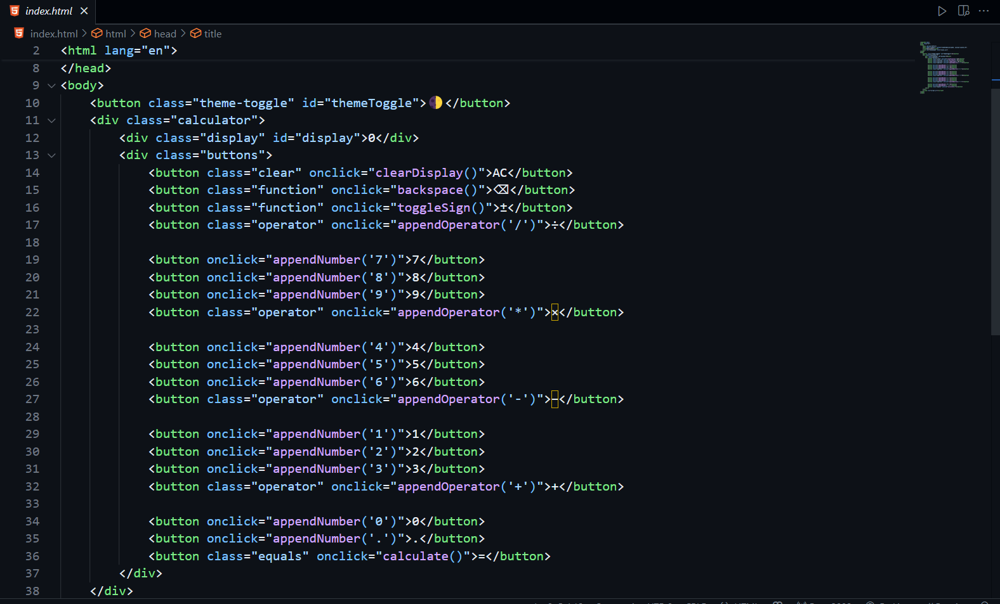 index.html
index.html > html > head > title
2 <html lang="en">
8 </head>
9 <body>
10 <button class="theme-toggle" id="themeToggle">🌓</button>
11 <div class="calculator">
12 <div class="display" id="display">0</div>
13 <div class="buttons">
14 <button class="clear" onclick="clearDisplay()">AC</button>
15 <button class="function" onclick="backspace()">⌫</button>
16 <button class="function" onclick="toggleSign()">±</button>
17 <button class="operator" onclick="appendOperator('/')">÷</button>
18
19 <button onclick="appendNumber('7')">7</button>
20 <button onclick="appendNumber('8')">8</button>
21 <button onclick="appendNumber('9')">9</button>
22 <button class="operator" onclick="appendOperator('*')">×</button>
23
24 <button onclick="appendNumber('4')">4</button>
25 <button onclick="appendNumber('5')">5</button>
26 <button onclick="appendNumber('6')">6</button>
27 <button class="operator" onclick="appendOperator('-')">−</button>
28
29 <button onclick="appendNumber('1')">1</button>
30 <button onclick="appendNumber('2')">2</button>
31 <button onclick="appendNumber('3')">3</button>
32 <button class="operator" onclick="appendOperator('+')">+</button>
33
34 <button onclick="appendNumber('0')">0</button>
35 <button onclick="appendNumber('.')">.</button>
36 <button class="equals" onclick="calculate()">=</button>
37 </div>
38 </div>